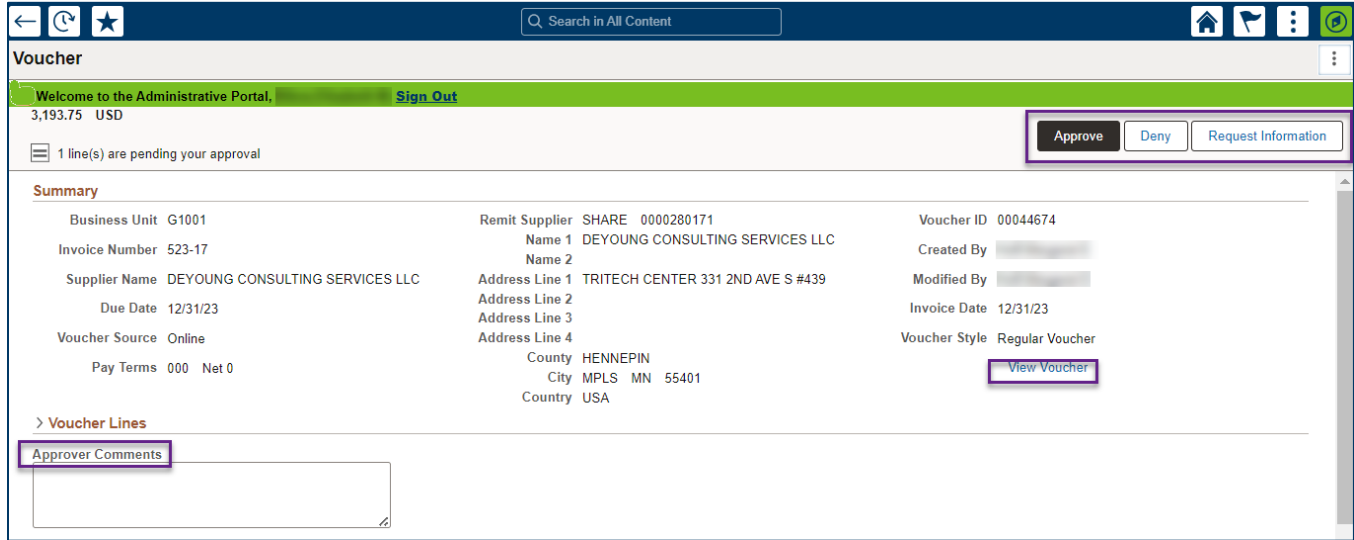 Search in All Content
Voucher
Welcome to the Administrative Portal, Sign Out
3,193.75 USD
1 line(s) are pending your approval
Approve Deny Request Information
Summary
Business Unit G1001
Invoice Number 523-17
Supplier Name DEYOUNG CONSULTING SERVICES LLC
Due Date 12/31/23
Voucher Source Online
Pay Terms 000 Net 0
Remit Supplier SHARE 0000280171
Name 1 DEYOUNG CONSULTING SERVICES LLC
Name 2
Address Line 1 TRITECH CENTER 331 2ND AVE S #439
Address Line 2
Address Line 3
Address Line 4
County HENNEPIN
City MPLS MN 55401
Country USA
Voucher ID 00044674
Created By
Modified By
Invoice Date 12/31/23
Voucher Style Regular Voucher
View Voucher
Voucher Lines
Approver Comments